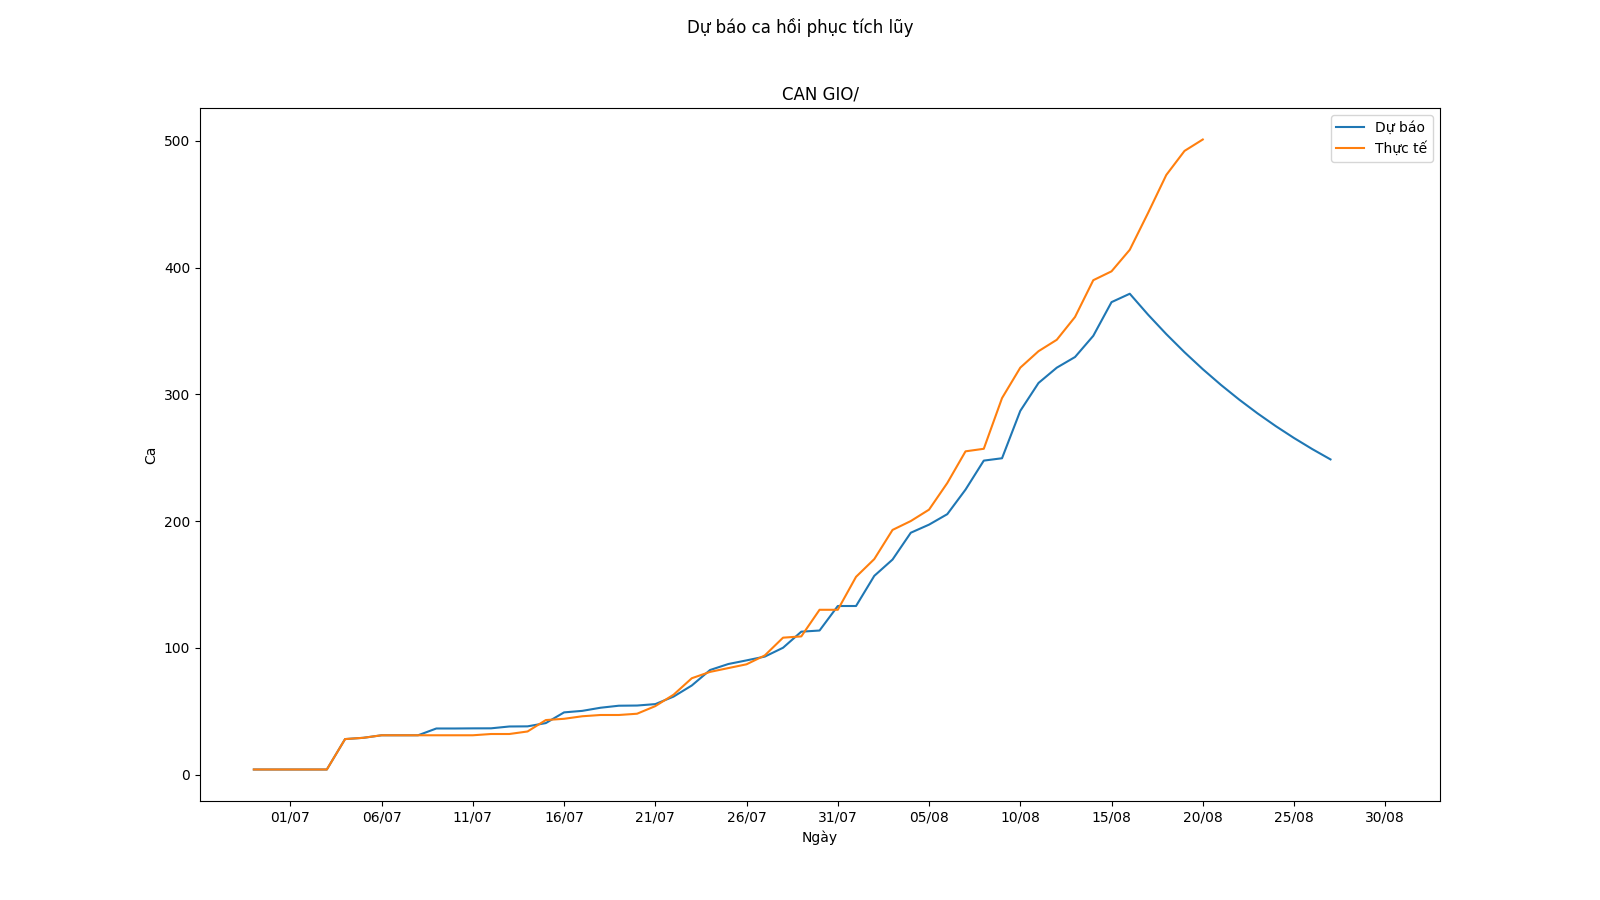 Dự báo ca hồi phục tích lũy
CAN GIO/
Dự báo
Thực tế
500
400
300
200
100
0
Ca
01/07 06/07 11/07 16/07 21/07 26/07 31/07 05/08 10/08 15/08 20/08 25/08 30/08
Ngày